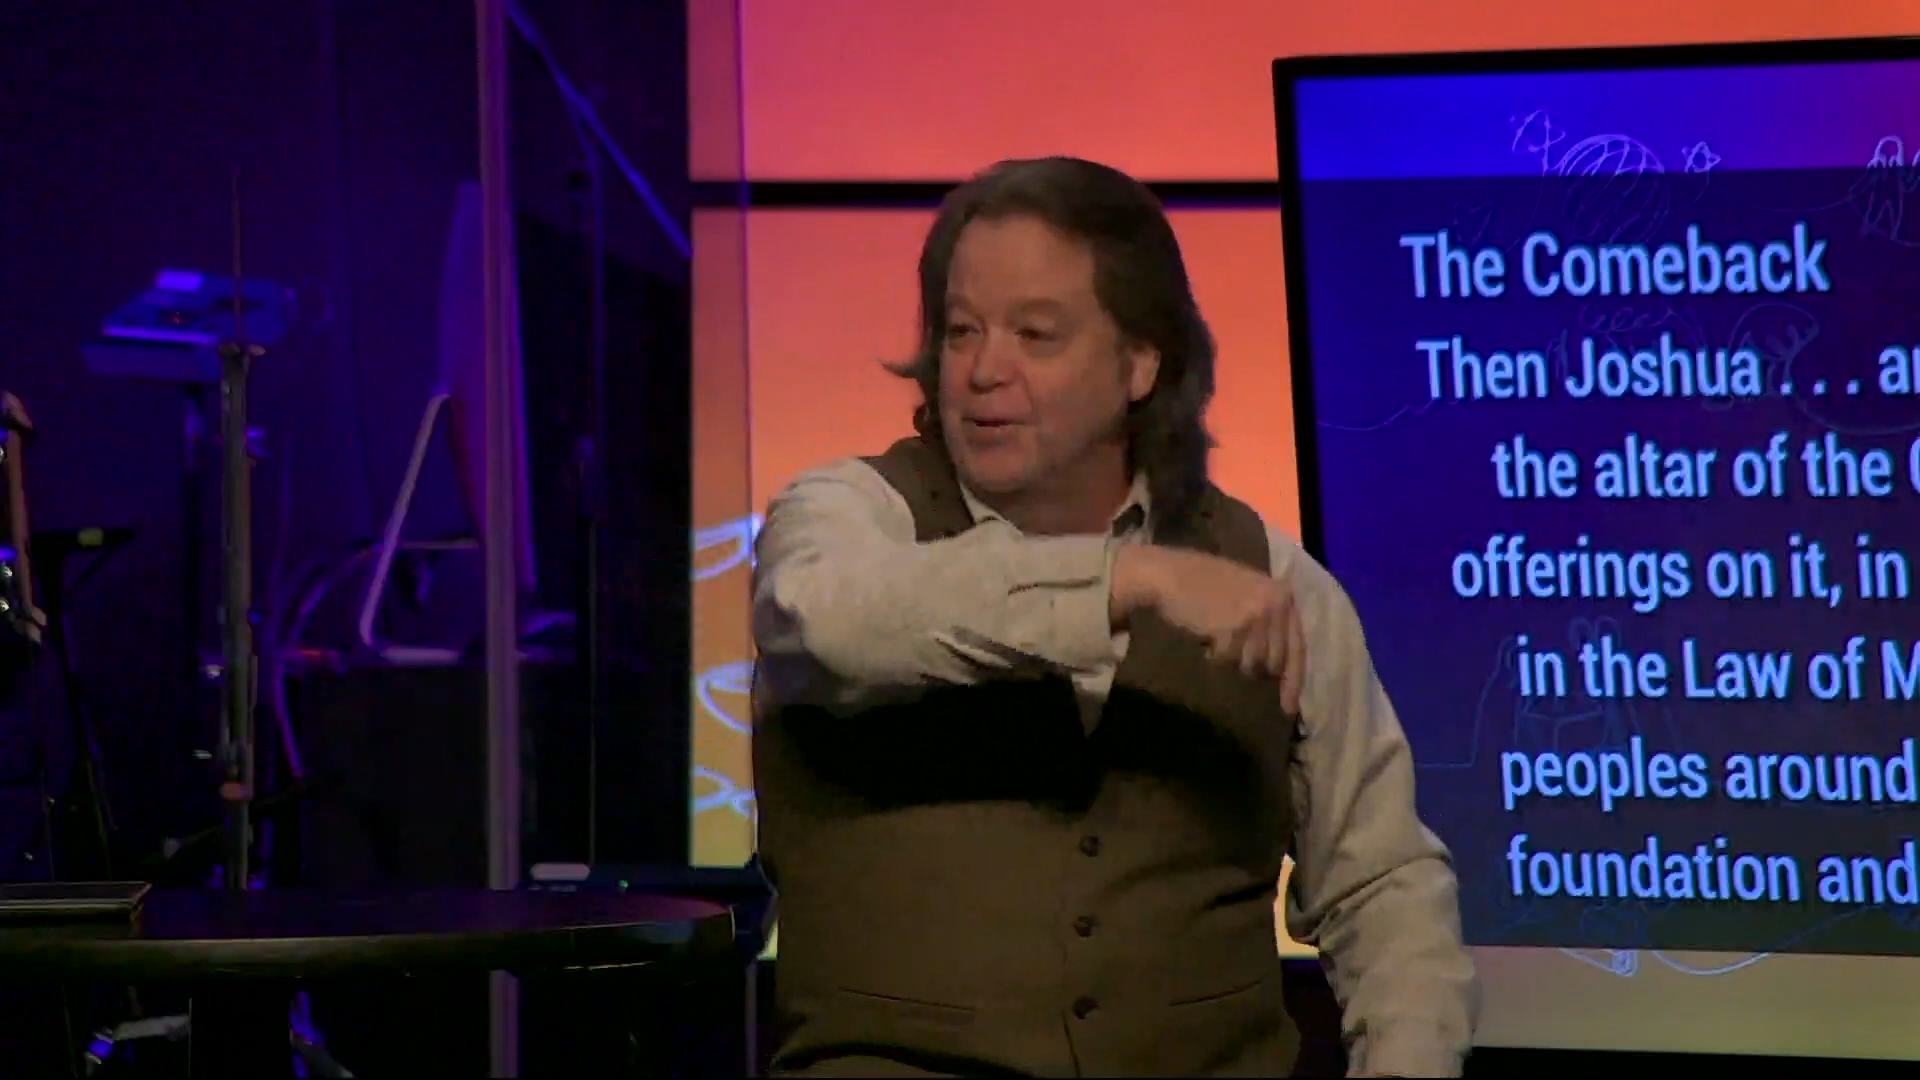 The Comeback
Then Joshua . . .
the altar of the
offerings on it, in
in the Law of
peoples around
foundation and